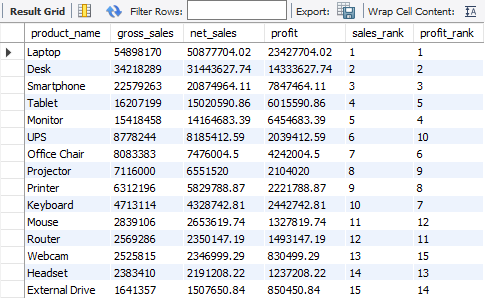 Result Grid Filter Rows: Export: Wrap Cell Content: IA
product_name gross_sales net_sales profit sales_rank profit_rank
Laptop 54898170 50877704.02 23427704.02 1 1
Desk 34218289 31443627.74 14333627.74 2 2
Smartphone 22579263 20874964.11 7847464.11 3 3
Tablet 16207199 15020590.86 6015590.86 4 5
Monitor 15418458 14164683.39 6454683.39 5 4
UPS 8778244 8185412.59 2039412.59 6 10
Office Chair 8083383 7476004.5 4242004.5 7 6
Projector 7116000 6551520 2104020 8 9
Printer 6312196 5829788.87 2221788.87 9 8
Keyboard 4713114 4328742.81 2442742.81 10 7
Mouse 2839106 2653619.74 1327819.74 11 12
Router 2569286 2350147.19 1493147.19 12 11
Webcam 2525815 2346999.29 830499.29 13 15
Headset 2383410 2191208.22 1237208.22 14 13
External Drive 1641357 1507650.84 850450.84 15 14